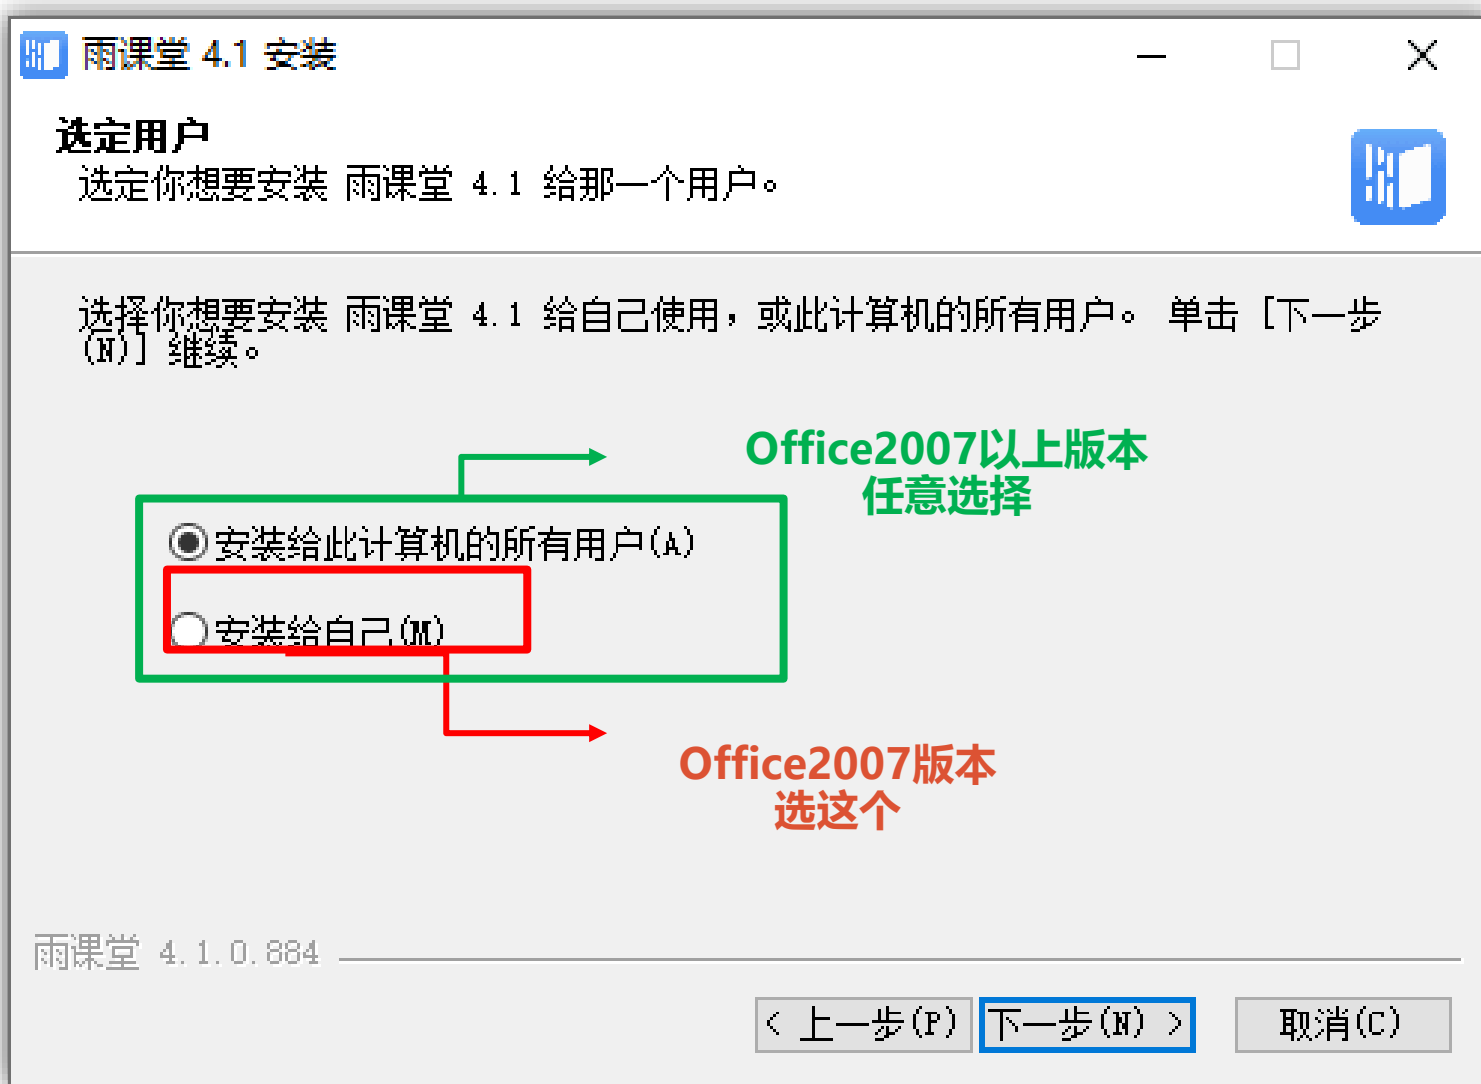 雨课堂 4.1 安装
选定用户
选定你想要安装 雨课堂 4.1 给那一个用户。
选择你想要安装 雨课堂 4.1 给自己使用，或此计算机的所有用户。 单击 [下一步
(N)] 继续。
Office2007以上版本
任意选择
安装给此计算机的所有用户(A)
安装给自己(M)
Office2007版本
选这个
雨课堂 4.1.0.884
< 上一步(P)
下一步(N) >
取消(C)